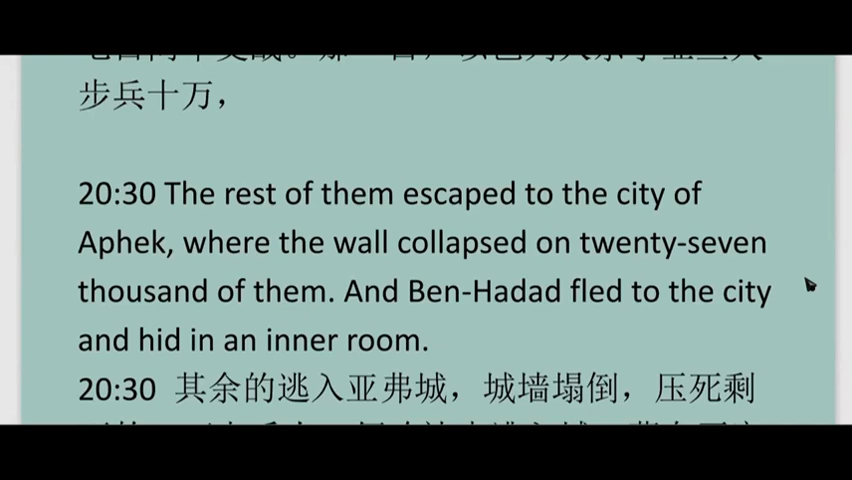 步兵十万，
20:30 The rest of them escaped to the city of
Aphek, where the wall collapsed on twenty-seven
thousand of them. And Ben-Hadad fled to the city
and hid in an inner room.
20:30 其余的逃入亚弗城，城墙塌倒，压死剩